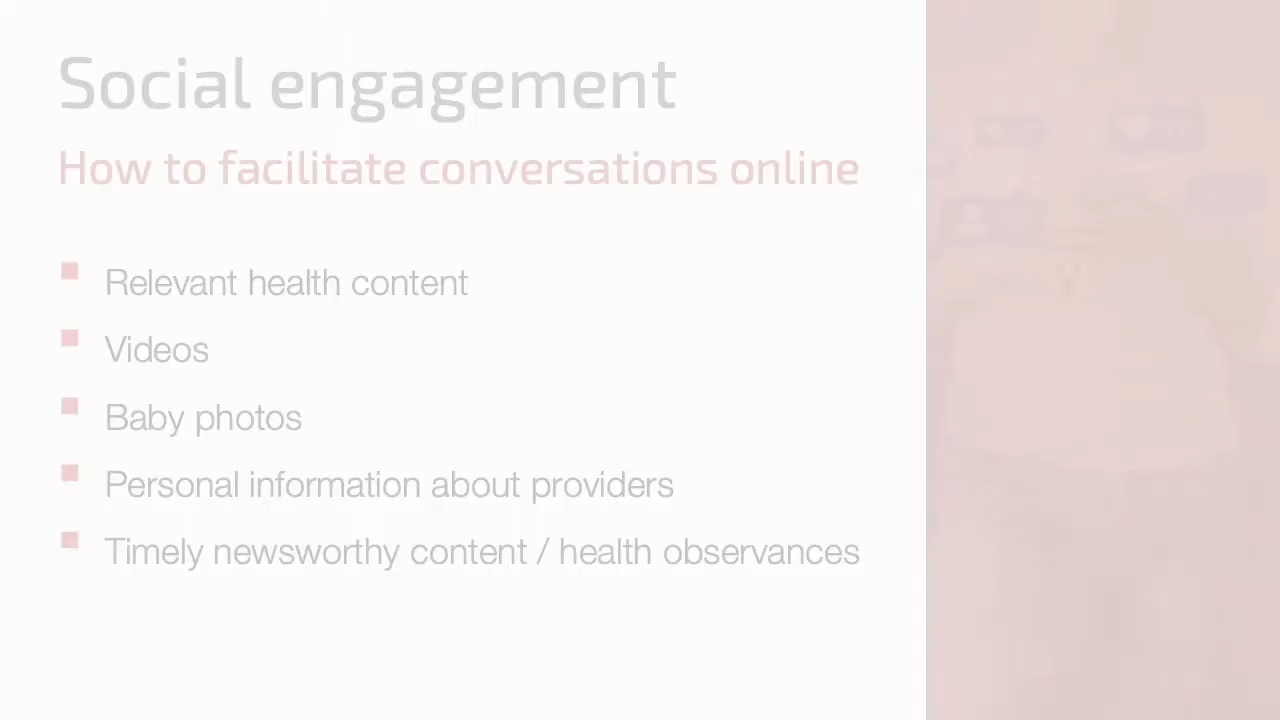 Social engagement
How to facilitate conversations online
Relevant health content
Videos
Baby photos
Personal information about providers
Timely newsworthy content / health observances